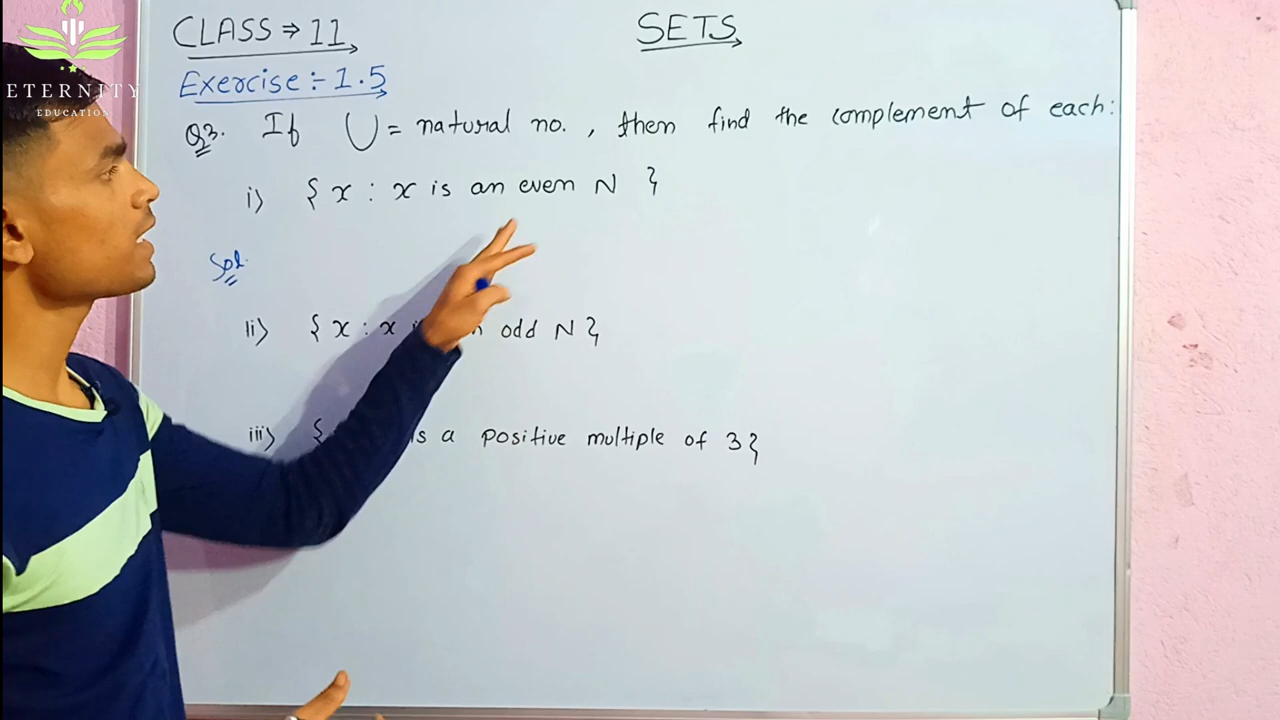 ETERNITY
EDUCATION
CLASS ⇒ 11
SETS
Exercise ÷ 1.5
Q3. If U = natural no. , then find the complement of each:
i) { x : x is an even N }
Sol.
ii) { x : x odd N }
iii) { is a positive multiple of 3 }